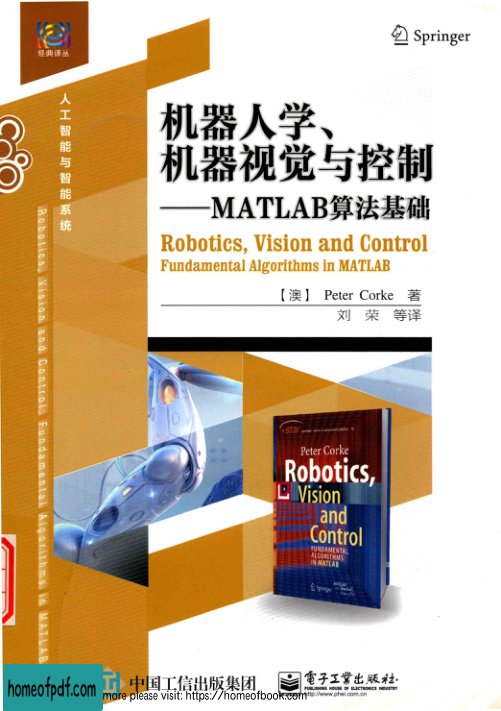 经典译丛
Springer
人工智能与智能系统
Robotics, Vision and Control: Fundamental Algorithms in MATLAB
机器人学、
机器视觉与控制
——MATLAB算法基础
Robotics, Vision and Control
Fundamental Algorithms in MATLAB
【澳】 Peter Corke 著
刘 荣 等译
star
Peter Corke
Robotics,
Vision
and
Control
FUNDAMENTAL
ALGORITHMS
IN MATLAB
Springer
中国工信出版集团
电子工业出版社
PUBLISHING HOUSE OF ELECTRONICS INDUSTRY
http://www.phei.com.cn
homeofpdf.com
more please visit: https://homeofbook.com